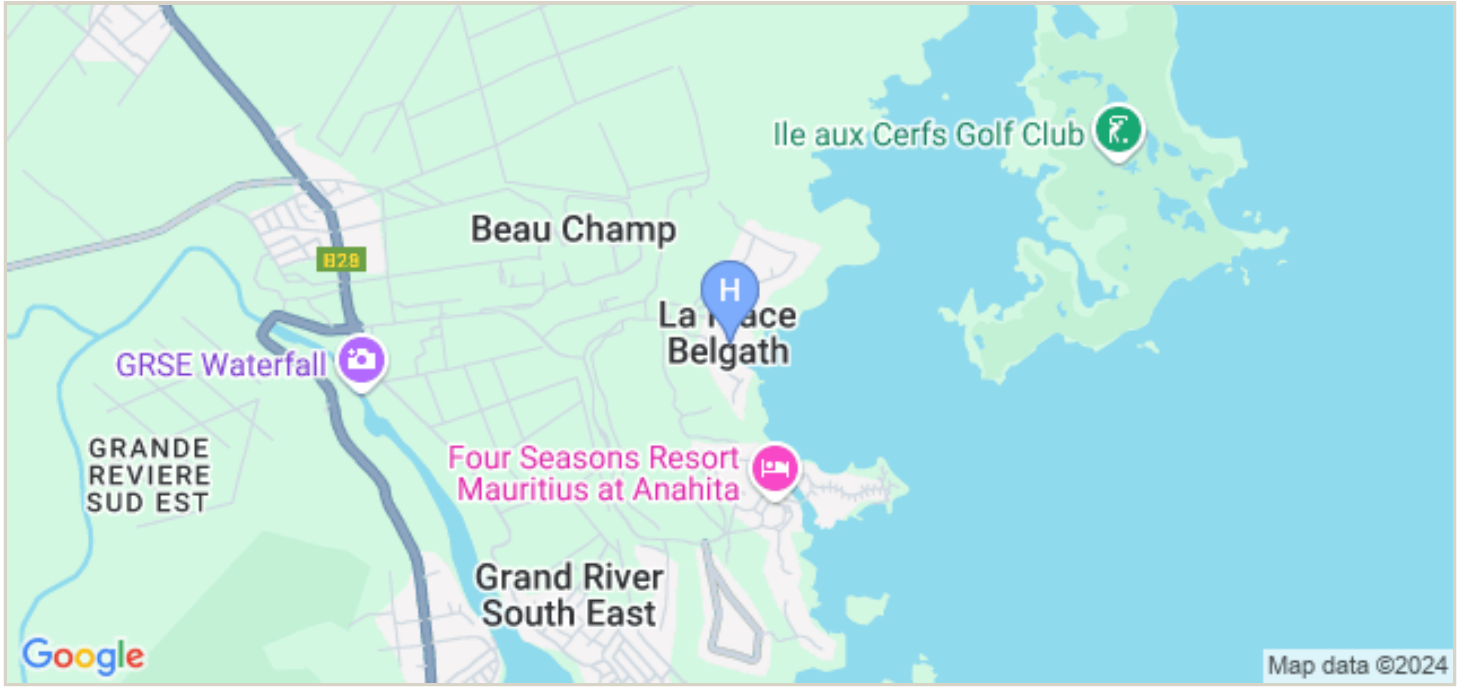 Ile aux Cerfs Golf Club
Beau Champ
B28
H
La Place
Belgath
GRSE Waterfall
GRANDE
REVIERE
SUD EST
Four Seasons Resort
Mauritius at Anahita
Grand River
South East
Google
Map data ©2024